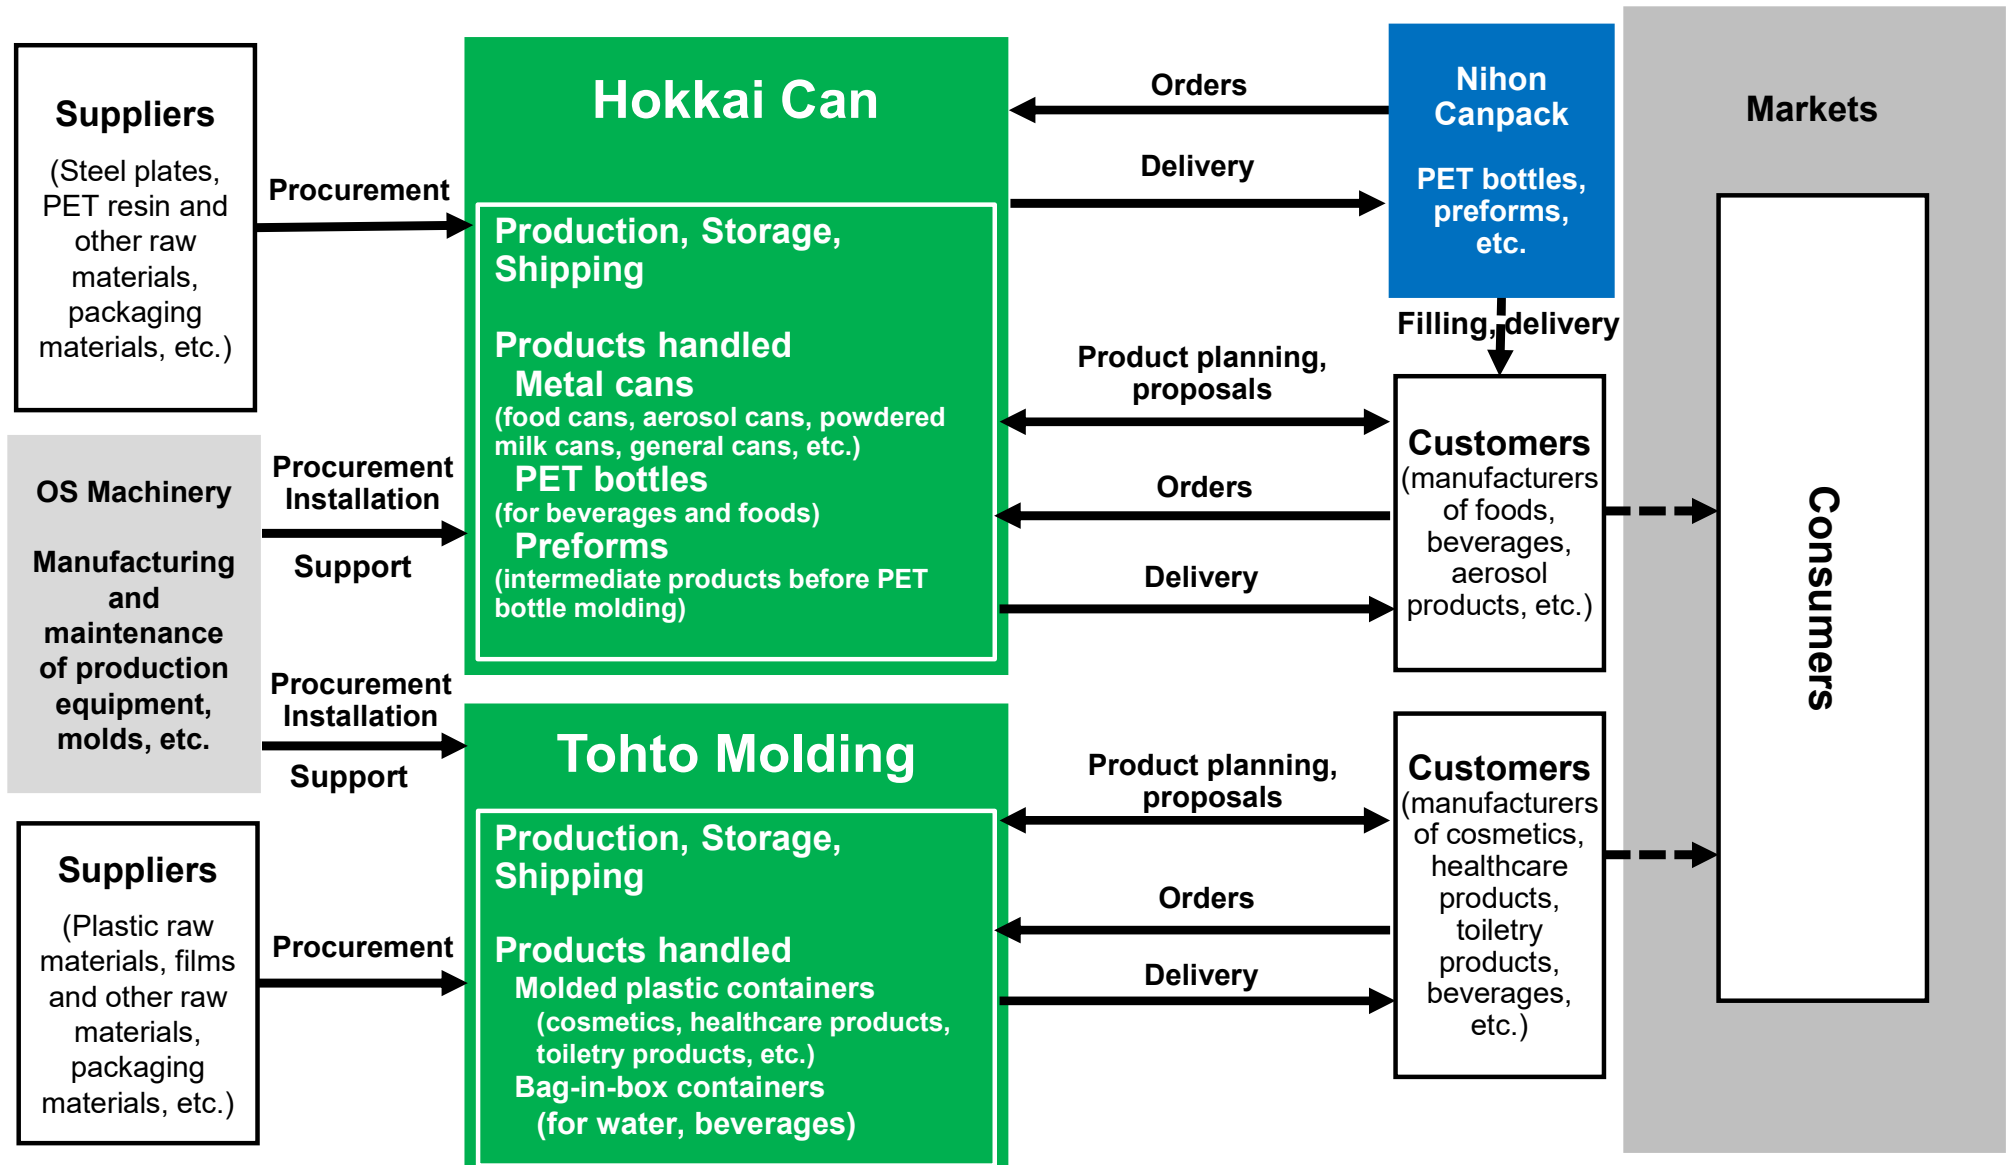 Suppliers
(Steel plates,
PET resin and
other raw
materials,
packaging
materials, etc.)
Procurement
OS Machinery
Manufacturing
and
maintenance
of production
equipment,
molds, etc.
Procurement
Installation
Support
Procurement
Installation
Support
Suppliers
(Plastic raw
materials, films
and other raw
materials,
packaging
materials, etc.)
Procurement
Hokkai Can
Production, Storage,
Shipping
Products handled
Metal cans
(food cans, aerosol cans, powdered
milk cans, general cans, etc.)
PET bottles
(for beverages and foods)
Preforms
(intermediate products before PET
bottle molding)
Tohto Molding
Production, Storage,
Shipping
Products handled
Molded plastic containers
(cosmetics, healthcare products,
toiletry products, etc.)
Bag-in-box containers
(for water, beverages)
Orders
Delivery
Product planning,
proposals
Orders
Delivery
Product planning,
proposals
Orders
Delivery
Nihon
Canpack
PET bottles,
preforms,
etc.
Filling, delivery
Customers
(manufacturers
of foods,
beverages,
aerosol
products, etc.)
Customers
(manufacturers
of cosmetics,
healthcare
products,
toiletry
products,
beverages,
etc.)
Markets
Consumers